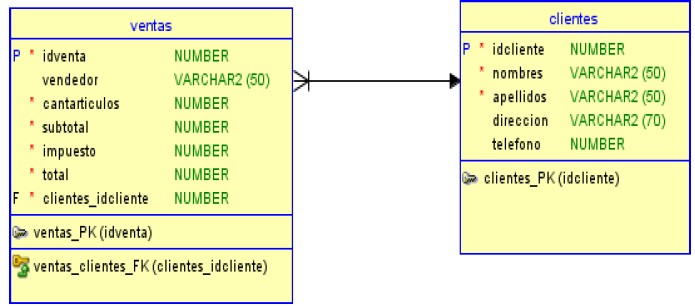 ventas
P * idventa NUMBER
vendedor VARCHAR2 (50)
* cantarticulos NUMBER
* subtotal NUMBER
* impuesto NUMBER
* total NUMBER
F * clientes_idcliente NUMBER
ventas_PK (idventa)
ventas_clientes_FK (clientes_idcliente)
clientes
P * idcliente NUMBER
* nombres VARCHAR2 (50)
* apellidos VARCHAR2 (50)
direccion VARCHAR2 (70)
telefono NUMBER
clientes_PK (idcliente)